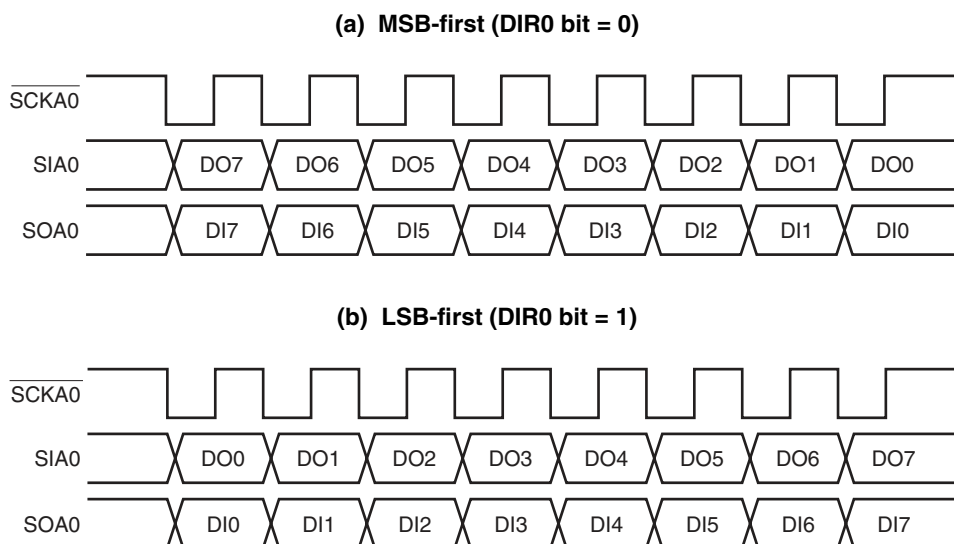 (a) MSB-first (DIR0 bit = 0)
SCKA0
SIA0 DO7 DO6 DO5 DO4 DO3 DO2 DO1 DO0
SOA0 DI7 DI6 DI5 DI4 DI3 DI2 DI1 DI0
(b) LSB-first (DIR0 bit = 1)
SCKA0
SIA0 DO0 DO1 DO2 DO3 DO4 DO5 DO6 DO7
SOA0 DI0 DI1 DI2 DI3 DI4 DI5 DI6 DI7